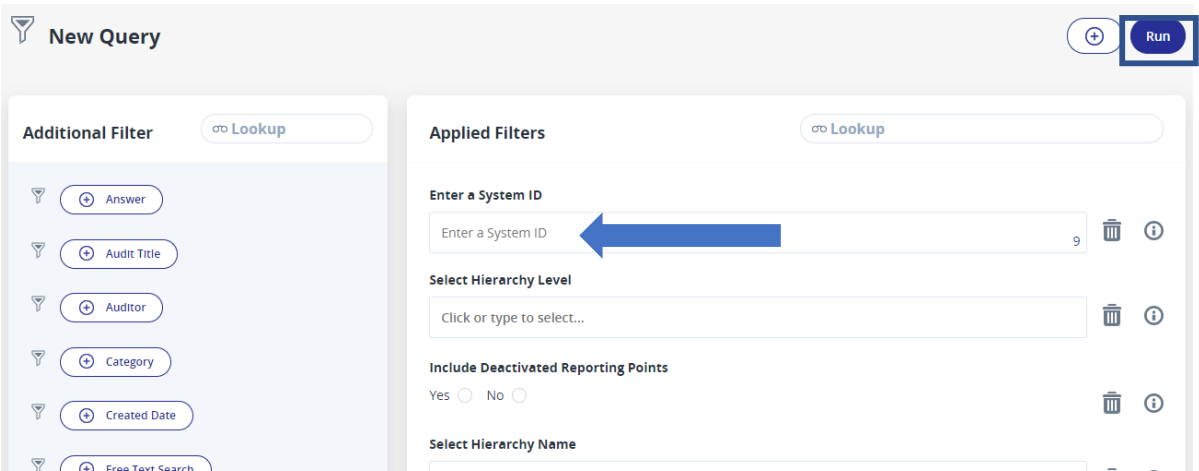 New Query
Run
Additional Filter
Lookup
Answer
Audit Title
Auditor
Category
Created Date
Free Text Search
Applied Filters
Lookup
Enter a System ID
Enter a System ID
9
Select Hierarchy Level
Click or type to select...
Include Deactivated Reporting Points
Yes No
Select Hierarchy Name